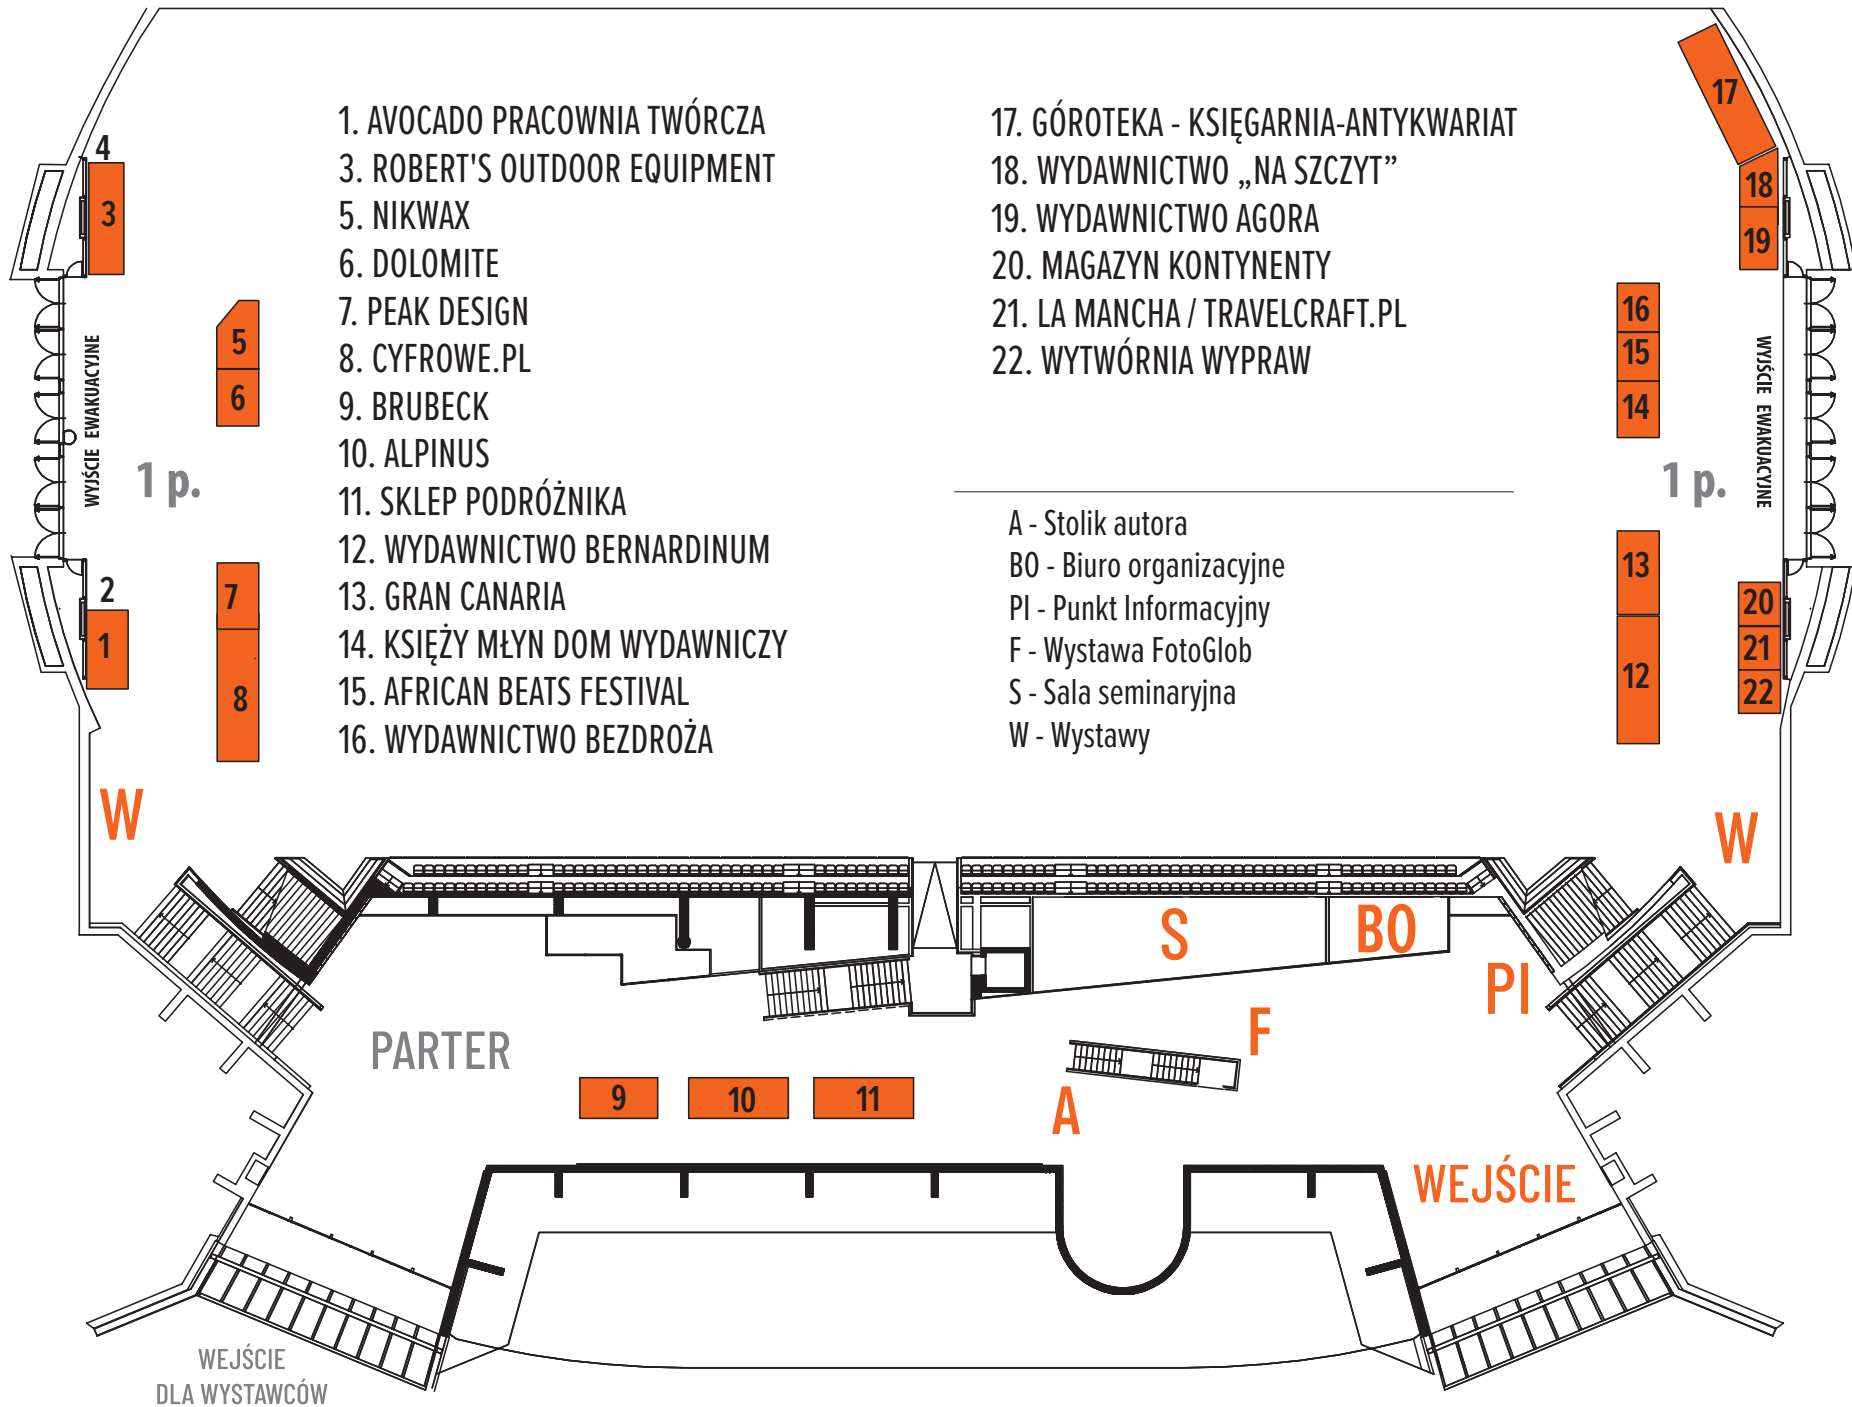 1. AVOCADO PRACOWNIA TWÓRCZA
3. ROBERT'S OUTDOOR EQUIPMENT
5. NIKWAX
6. DOLOMITE
7. PEAK DESIGN
8. CYFROWE.PL
9. BRUBECK
10. ALPINUS
11. SKLEP PODRÓŻNIKA
12. WYDAWNICTWO BERNARDINUM
13. GRAN CANARIA
14. KSIĘŻY MŁYN DOM WYDAWNICZY
15. AFRICAN BEATS FESTIVAL
16. WYDAWNICTWO BEZDROŻA
17. GÓROTEKA - KSIĘGARNIA-ANTYKWARIAT
18. WYDAWNICTWO „NA SZCZYT”
19. WYDAWNICTWO AGORA
20. MAGAZYN KONTYNENTY
21. LA MANCHA / TRAVELCRAFT.PL
22. WYTWÓRNIA WYPRAW
A - Stolik autora
BO - Biuro organizacyjne
PI - Punkt Informacyjny
F - Wystawa FotoGlob
S - Sala seminaryjna
W - Wystawy
4
3
5
6
WYJŚCIE EWAKUACYJNE
1 p.
2
1
7
8
W
17
18
19
16
15
14
WYJŚCIE EWAKUACYJNE
1 p.
13
12
20
21
22
W
S
BO
PI
F
A
PARTER
9
10
11
WEJŚCIE
WEJŚCIE
DLA WYSTAWCÓW